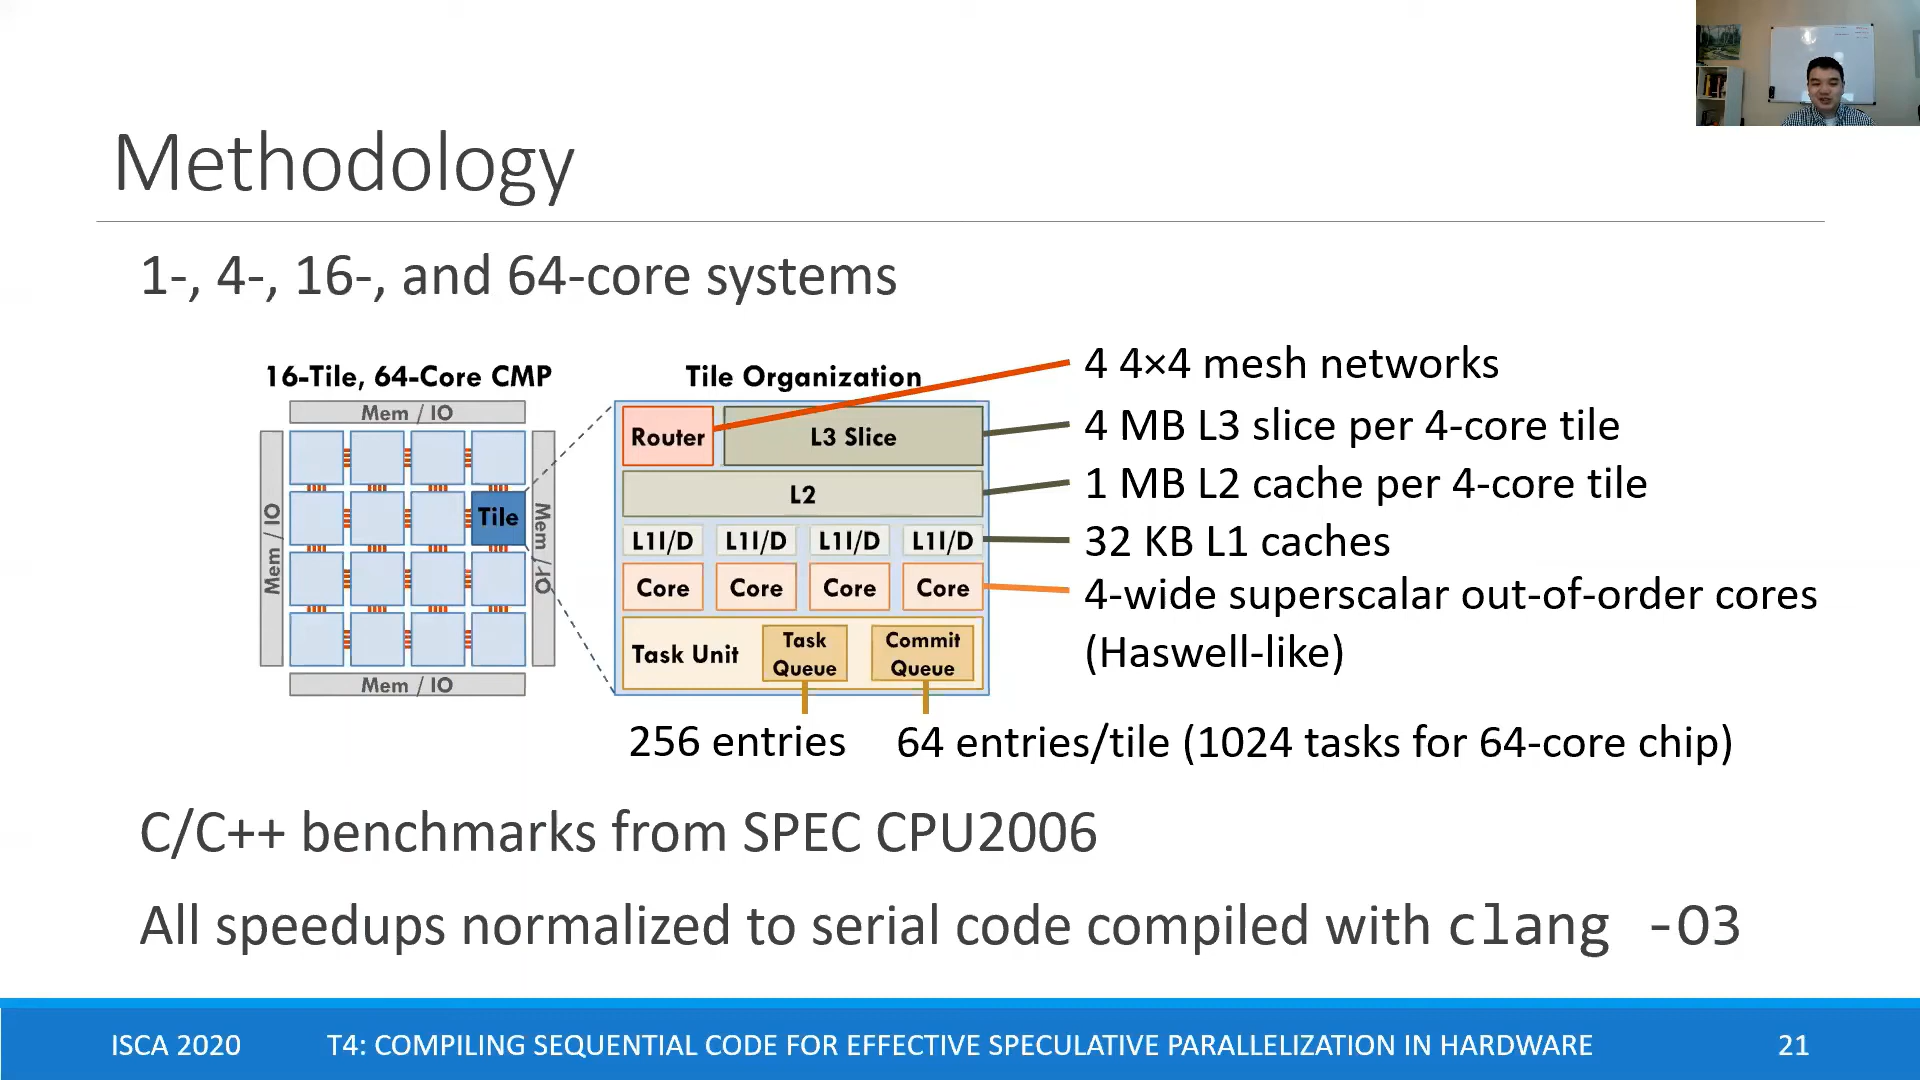 Methodology
1-, 4-, 16-, and 64-core systems
16-Tile, 64-Core CMP
Mem / IO
Mem / IO
Tile
Mem / IO
Mem / IO
Tile Organization
Router
L3 Slice
L2
L1I/D L1I/D L1I/D L1I/D
Core Core Core Core
Task Unit
Task Queue
Commit Queue
4 4×4 mesh networks
4 MB L3 slice per 4-core tile
1 MB L2 cache per 4-core tile
32 KB L1 caches
4-wide superscalar out-of-order cores
(Haswell-like)
256 entries
64 entries/tile (1024 tasks for 64-core chip)
C/C++ benchmarks from SPEC CPU2006
All speedups normalized to serial code compiled with clang -O3
ISCA 2020 T4: COMPILING SEQUENTIAL CODE FOR EFFECTIVE SPECULATIVE PARALLELIZATION IN HARDWARE 21